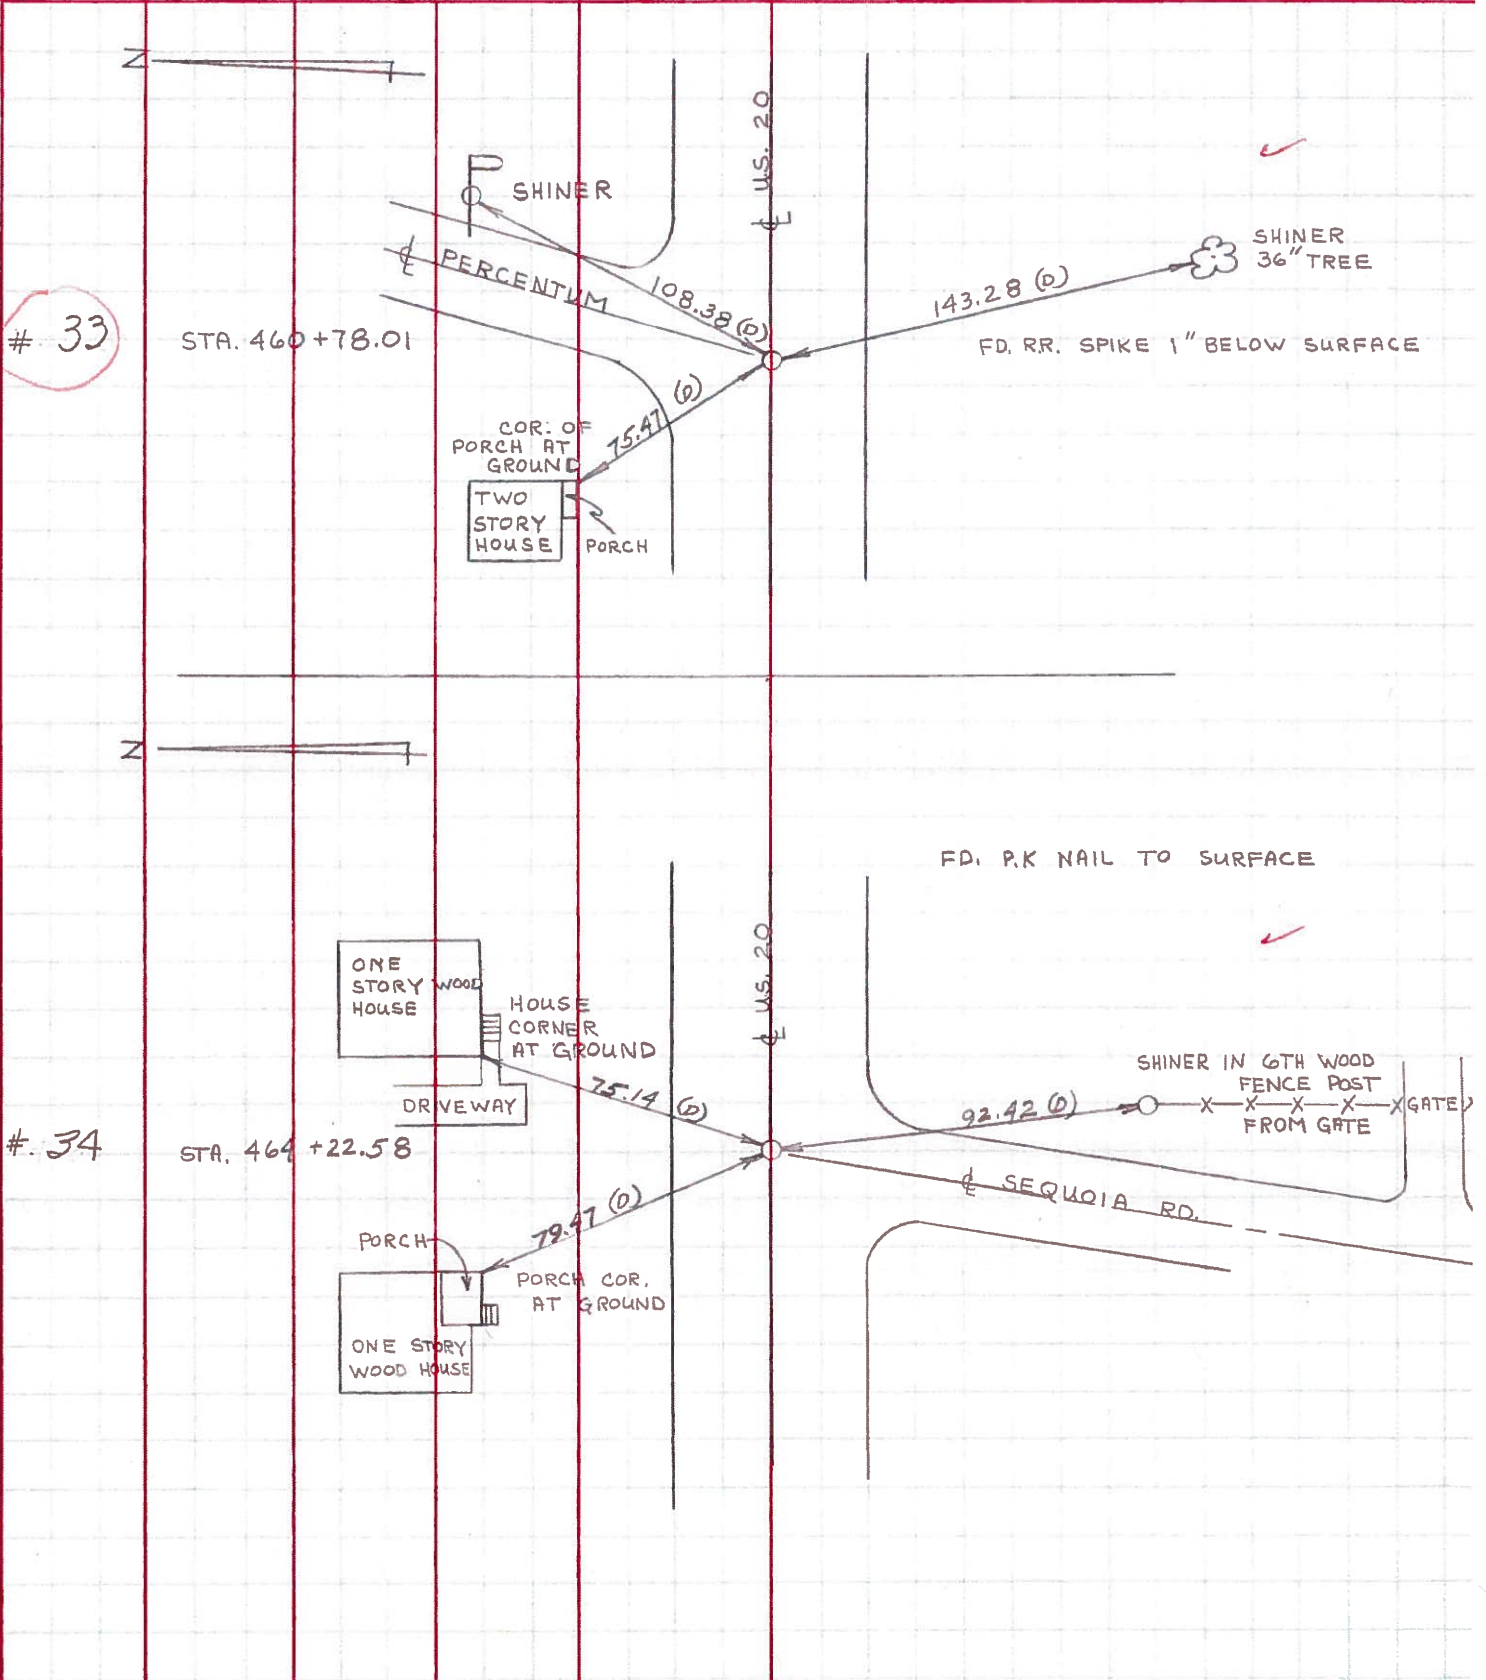 N
℄ U.S. 20
SHINER
SHINER
36" TREE
℄ PERCENTUM
108.38 (D)
143.28 (D)
# 33
STA. 460+78.01
FD. R.R. SPIKE 1" BELOW SURFACE
75.47 (D)
COR. OF
PORCH AT
GROUND
TWO
STORY
HOUSE
PORCH
N
FD. P.K NAIL TO SURFACE
℄ U.S. 20
ONE
STORY WOOD
HOUSE
HOUSE
CORNER
AT GROUND
SHINER IN 6TH WOOD
FENCE POST
FROM GATE
GATE
75.14 (D)
92.42 (D)
DRIVEWAY
#. 34
STA. 464+22.58
℄ SEQUOIA RD.
79.47 (D)
PORCH
PORCH COR.
AT GROUND
ONE STORY
WOOD HOUSE